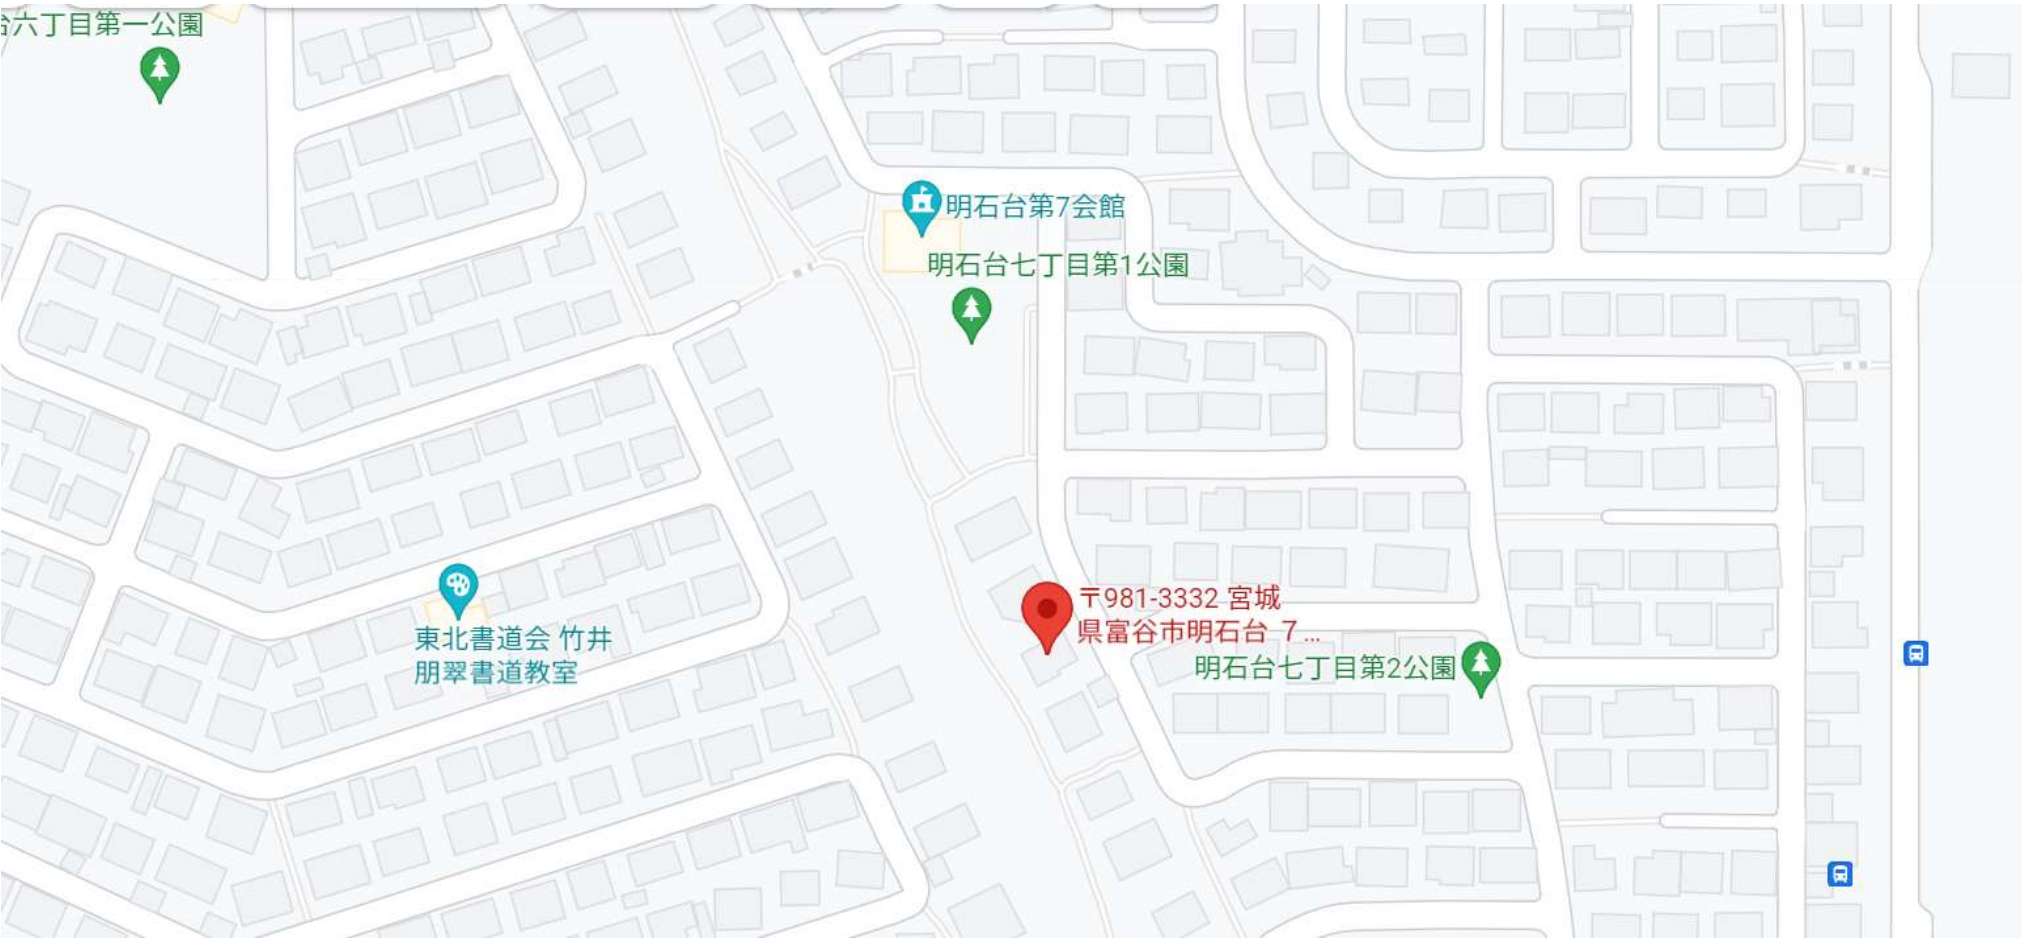 台六丁目第一公園
明石台第7会館
明石台七丁目第1公園
〒981-3332 宮城
県富谷市明石台 7...
東北書道会 竹井
朋翠書道教室
明石台七丁目第2公園